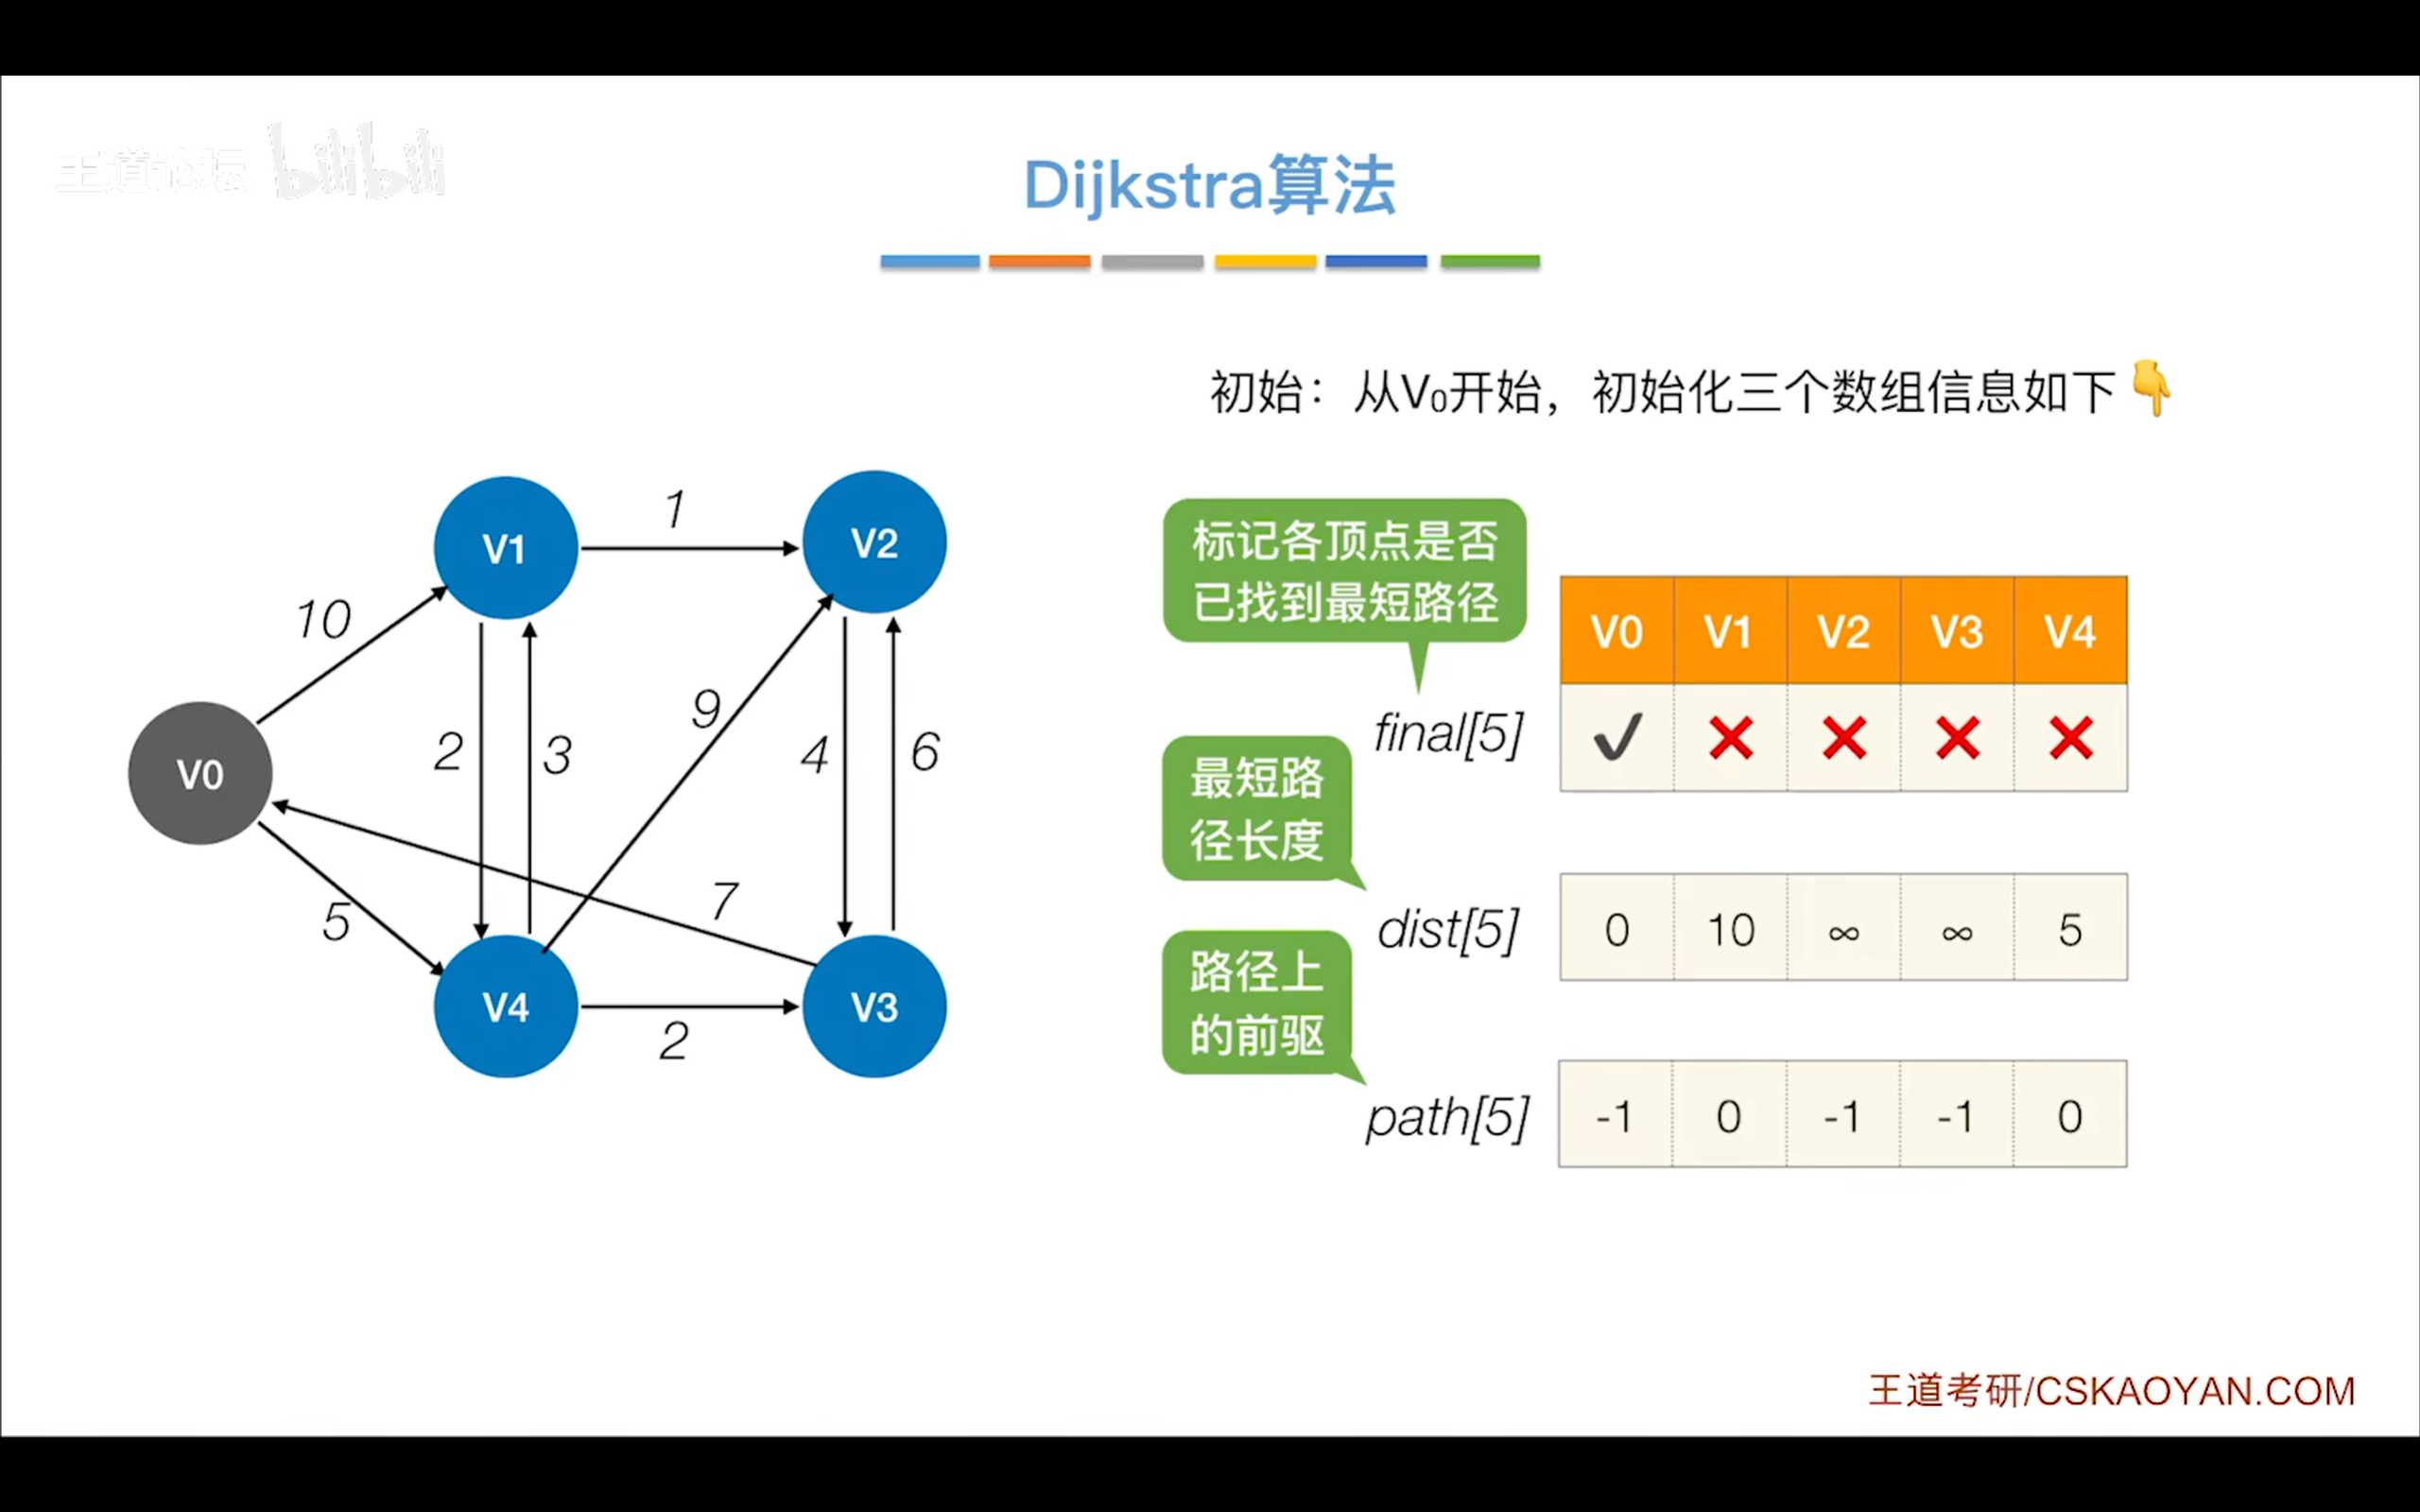 王道论坛 bilibili
Dijkstra算法
初始：从V₀开始，初始化三个数组信息如下👇
V1
1
V2
10
2
3
9
4
6
V0
5
7
V4
2
V3
标记各顶点是否
已找到最短路径
V0 V1 V2 V3 V4
final[5] ✓ ❌ ❌ ❌ ❌
最短路
径长度
dist[5] 0 10 ∞ ∞ 5
路径上
的前驱
path[5] -1 0 -1 -1 0
王道考研/CSKAOYAN.COM